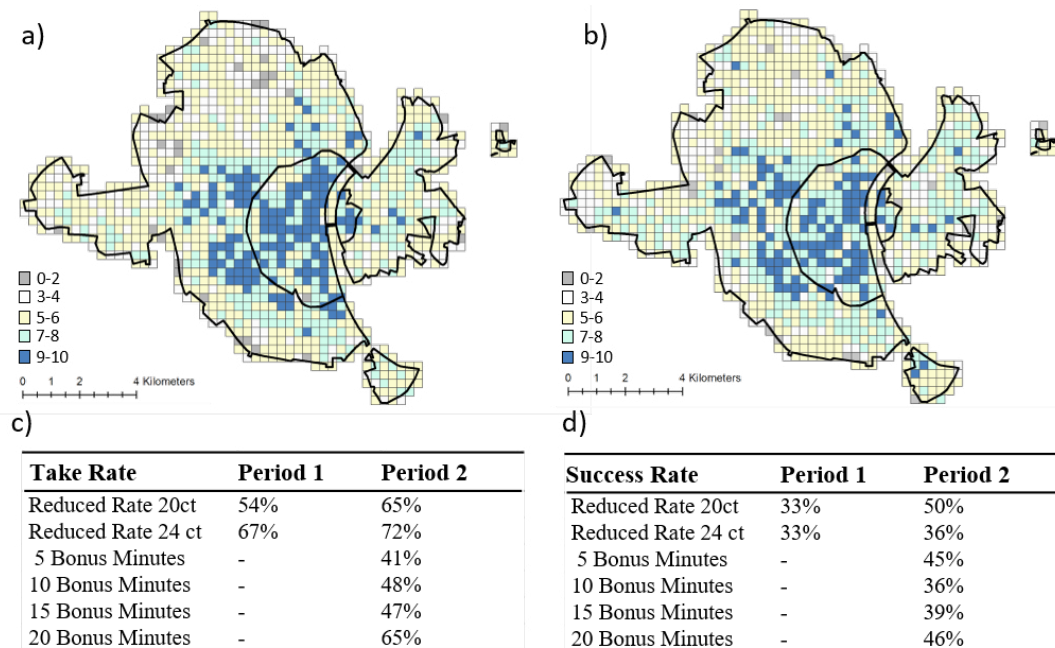 a)
0-2
3-4
5-6
7-8
9-10
0 1 2 4 Kilometers
b)
0-2
3-4
5-6
7-8
9-10
0 1 2 4 Kilometers
c)
Take Rate Period 1 Period 2
Reduced Rate 20ct 54% 65%
Reduced Rate 24 ct 67% 72%
5 Bonus Minutes - 41%
10 Bonus Minutes - 48%
15 Bonus Minutes - 47%
20 Bonus Minutes - 65%
d)
Success Rate Period 1 Period 2
Reduced Rate 20ct 33% 50%
Reduced Rate 24 ct 33% 36%
5 Bonus Minutes - 45%
10 Bonus Minutes - 36%
15 Bonus Minutes - 39%
20 Bonus Minutes - 46%